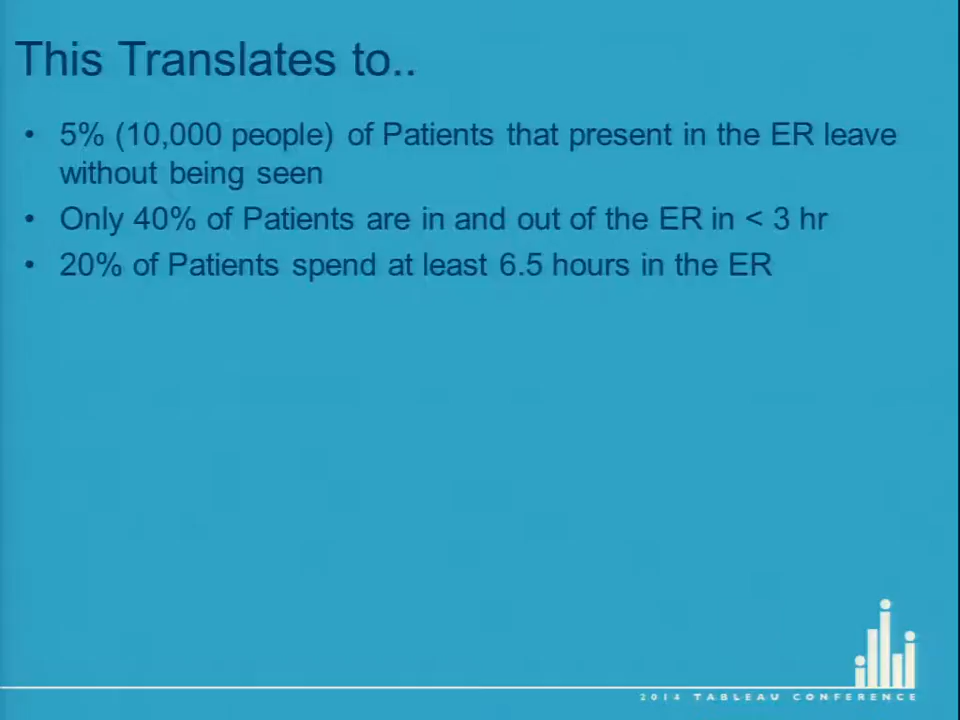 This Translates to..
• 5% (10,000 people) of Patients that present in the ER leave
without being seen
• Only 40% of Patients are in and out of the ER in < 3 hr
• 20% of Patients spend at least 6.5 hours in the ER
2014 TABLEAU CONFERENCE